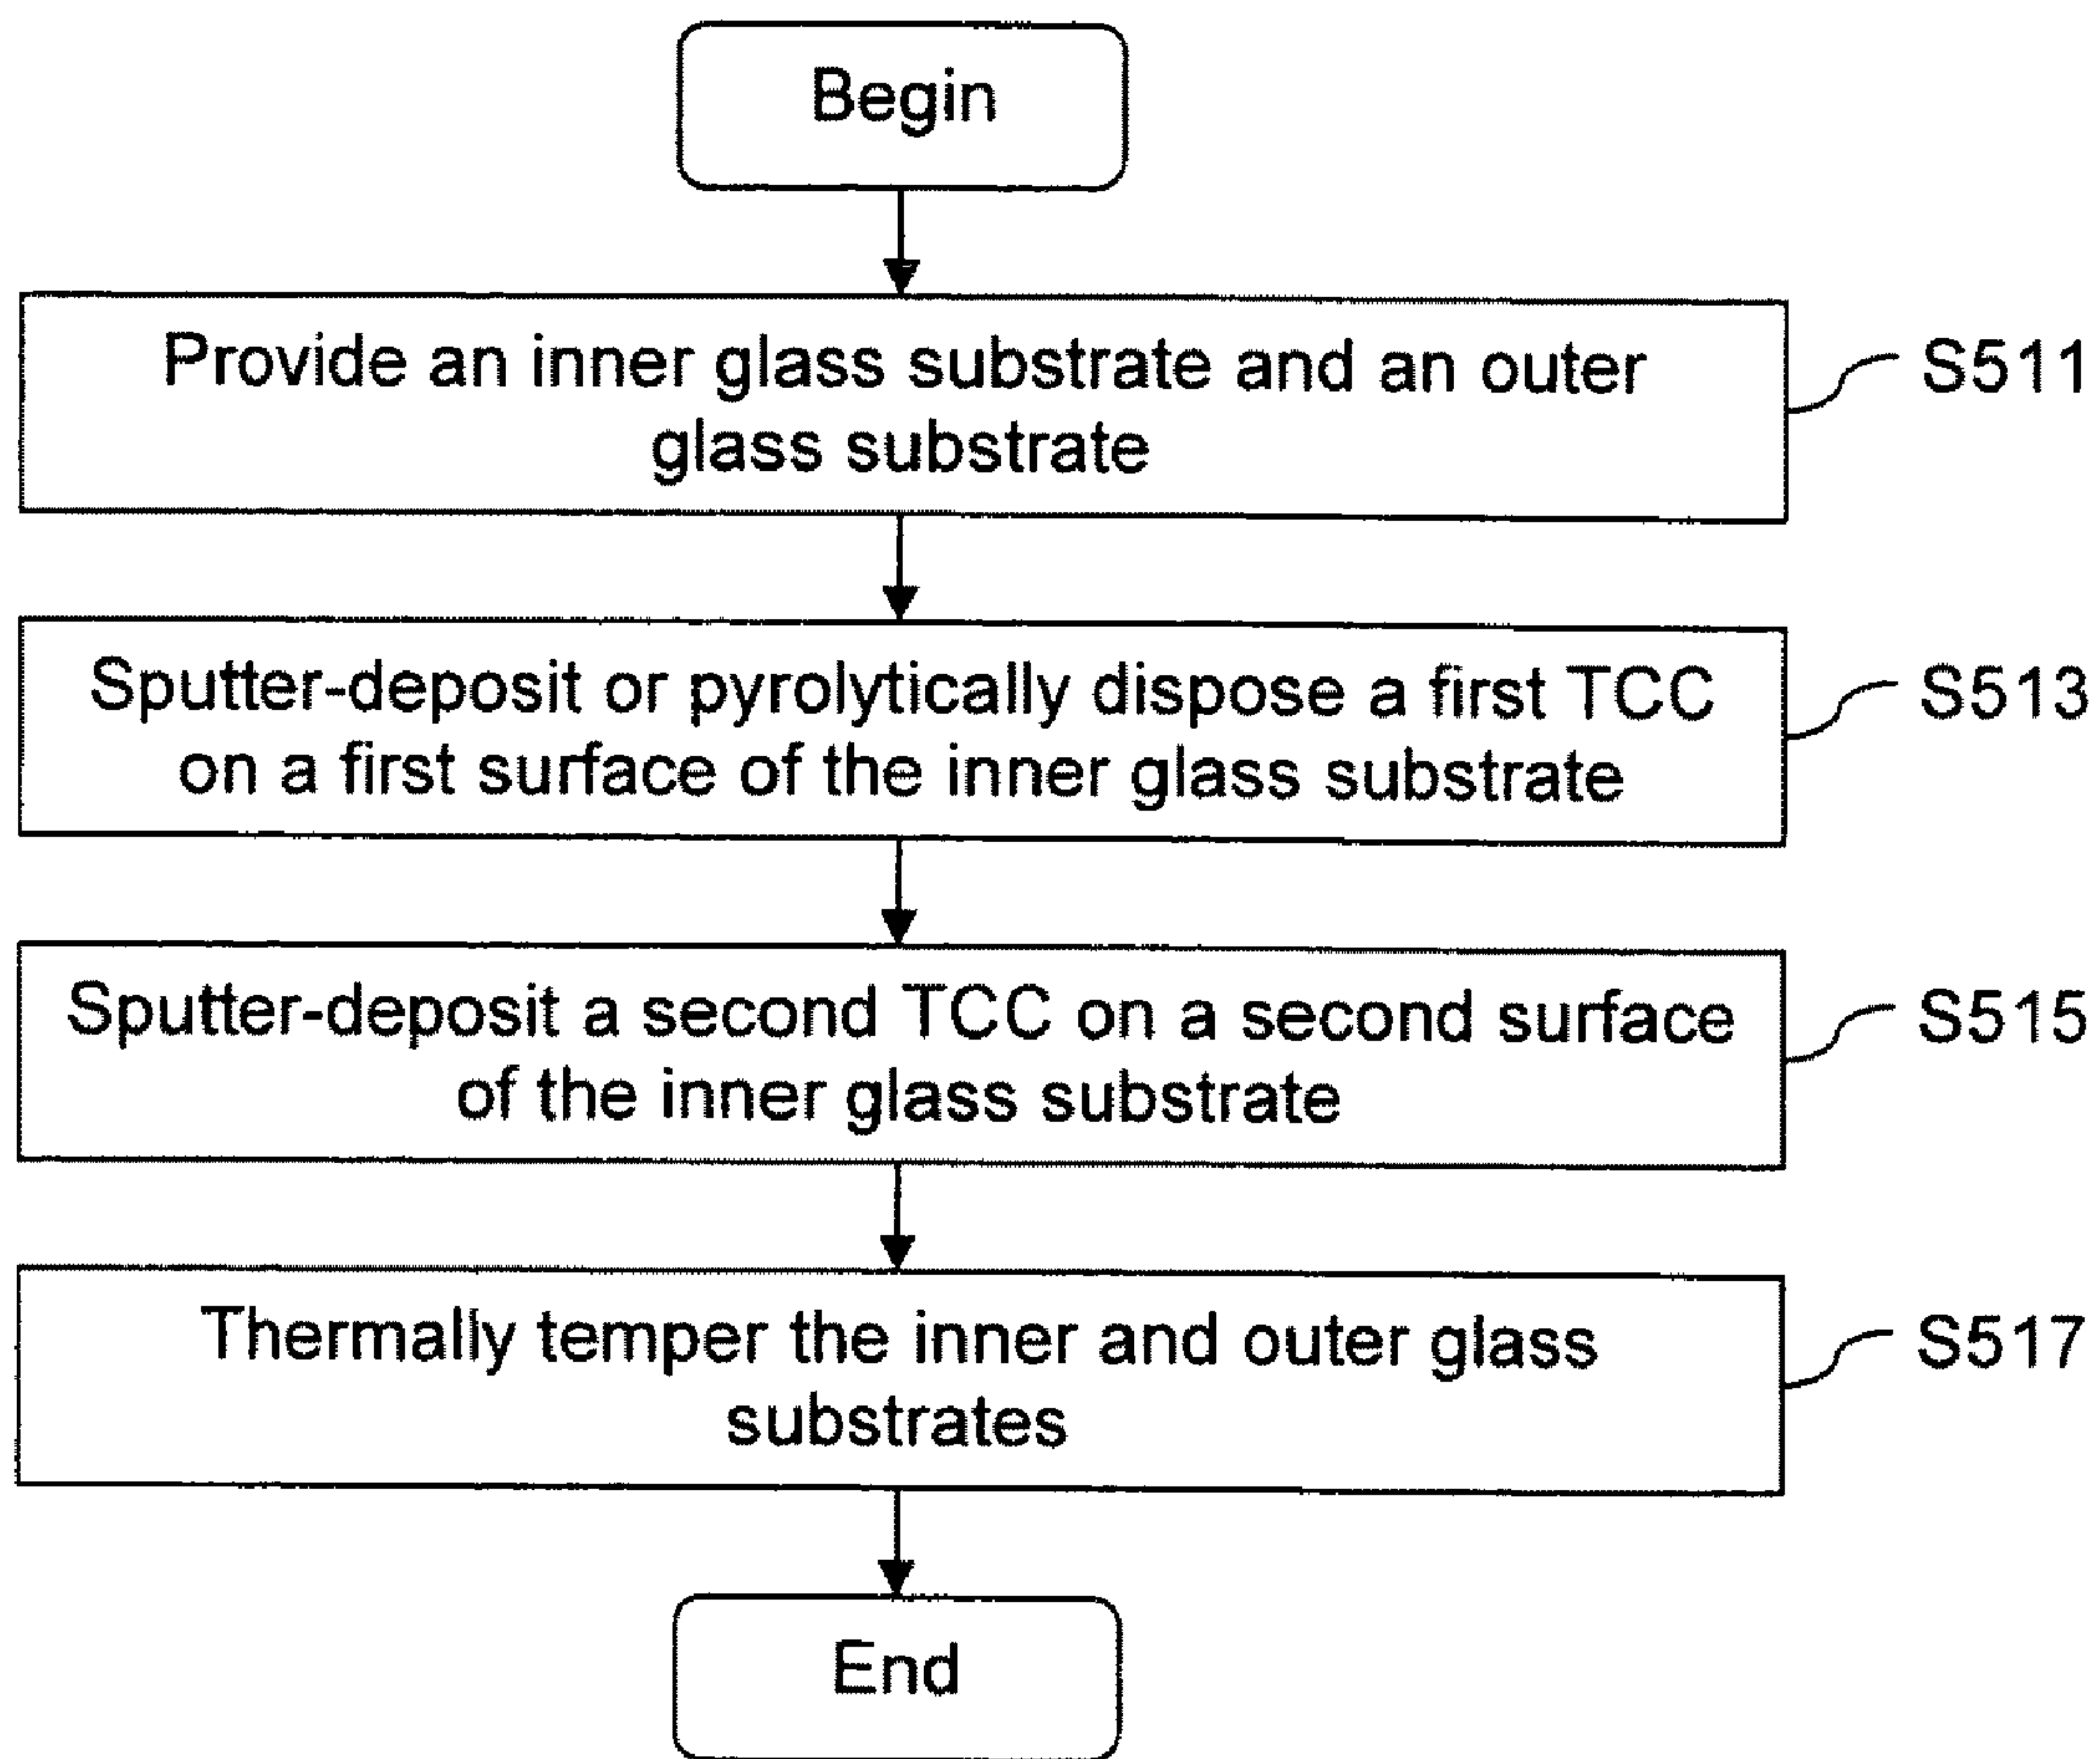 Begin
Provide an inner glass substrate and an outer
glass substrate
S511
Sputter-deposit or pyrolytically dispose a first TCC
on a first surface of the inner glass substrate
S513
Sputter-deposit a second TCC on a second surface
of the inner glass substrate
S515
Thermally temper the inner and outer glass
substrates
S517
End